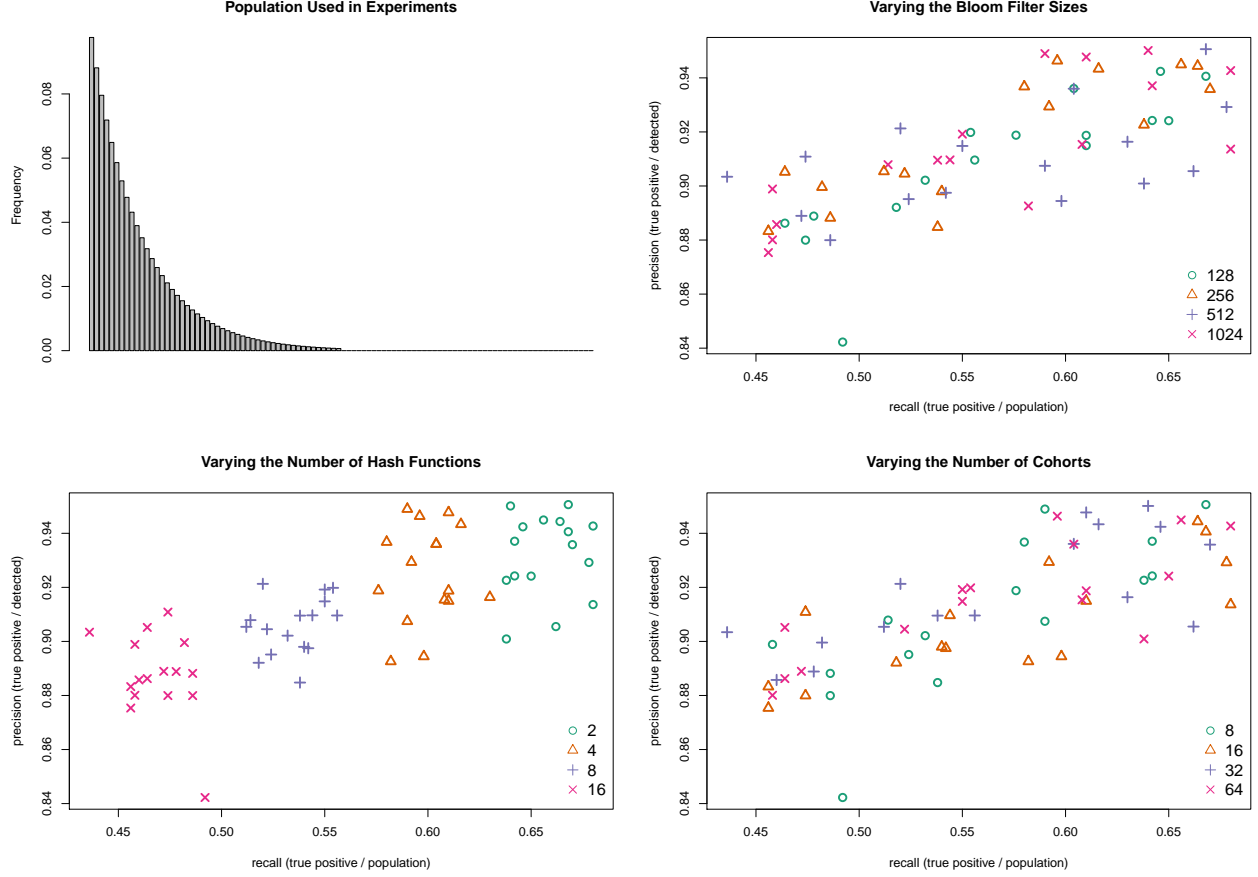 Population Used in Experiments
Frequency
0.08
0.06
0.04
0.02
0.00
Varying the Bloom Filter Sizes
precision (true positive / detected)
0.94
0.92
0.90
0.88
0.86
0.84
128
256
512
1024
0.45 0.50 0.55 0.60 0.65
recall (true positive / population)
Varying the Number of Hash Functions
precision (true positive / detected)
0.94
0.92
0.90
0.88
0.86
0.84
2
4
8
16
0.45 0.50 0.55 0.60 0.65
recall (true positive / population)
Varying the Number of Cohorts
precision (true positive / detected)
0.94
0.92
0.90
0.88
0.86
0.84
8
16
32
64
0.45 0.50 0.55 0.60 0.65
recall (true positive / population)